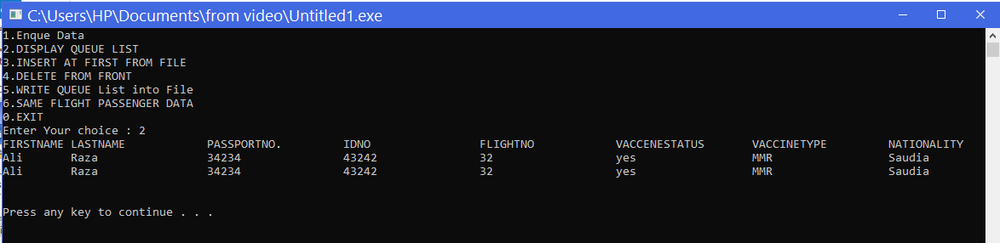 C:\Users\HP\Documents\from video\Untitled1.exe
1.Enque Data
2.DISPLAY QUEUE LIST
3.INSERT AT FIRST FROM FILE
4.DELETE FROM FRONT
5.WRITE QUEUE List into File
6.SAME FLIGHT PASSENGER DATA
0.EXIT
Enter Your choice : 2
FIRSTNAME LASTNAME PASSPORTNO. IDNO FLIGHTNO VACCENESTATUS VACCINETYPE NATIONALITY
Ali Raza 34234 43242 32 yes MMR Saudia
Ali Raza 34234 43242 32 yes MMR Saudia
Press any key to continue . . .